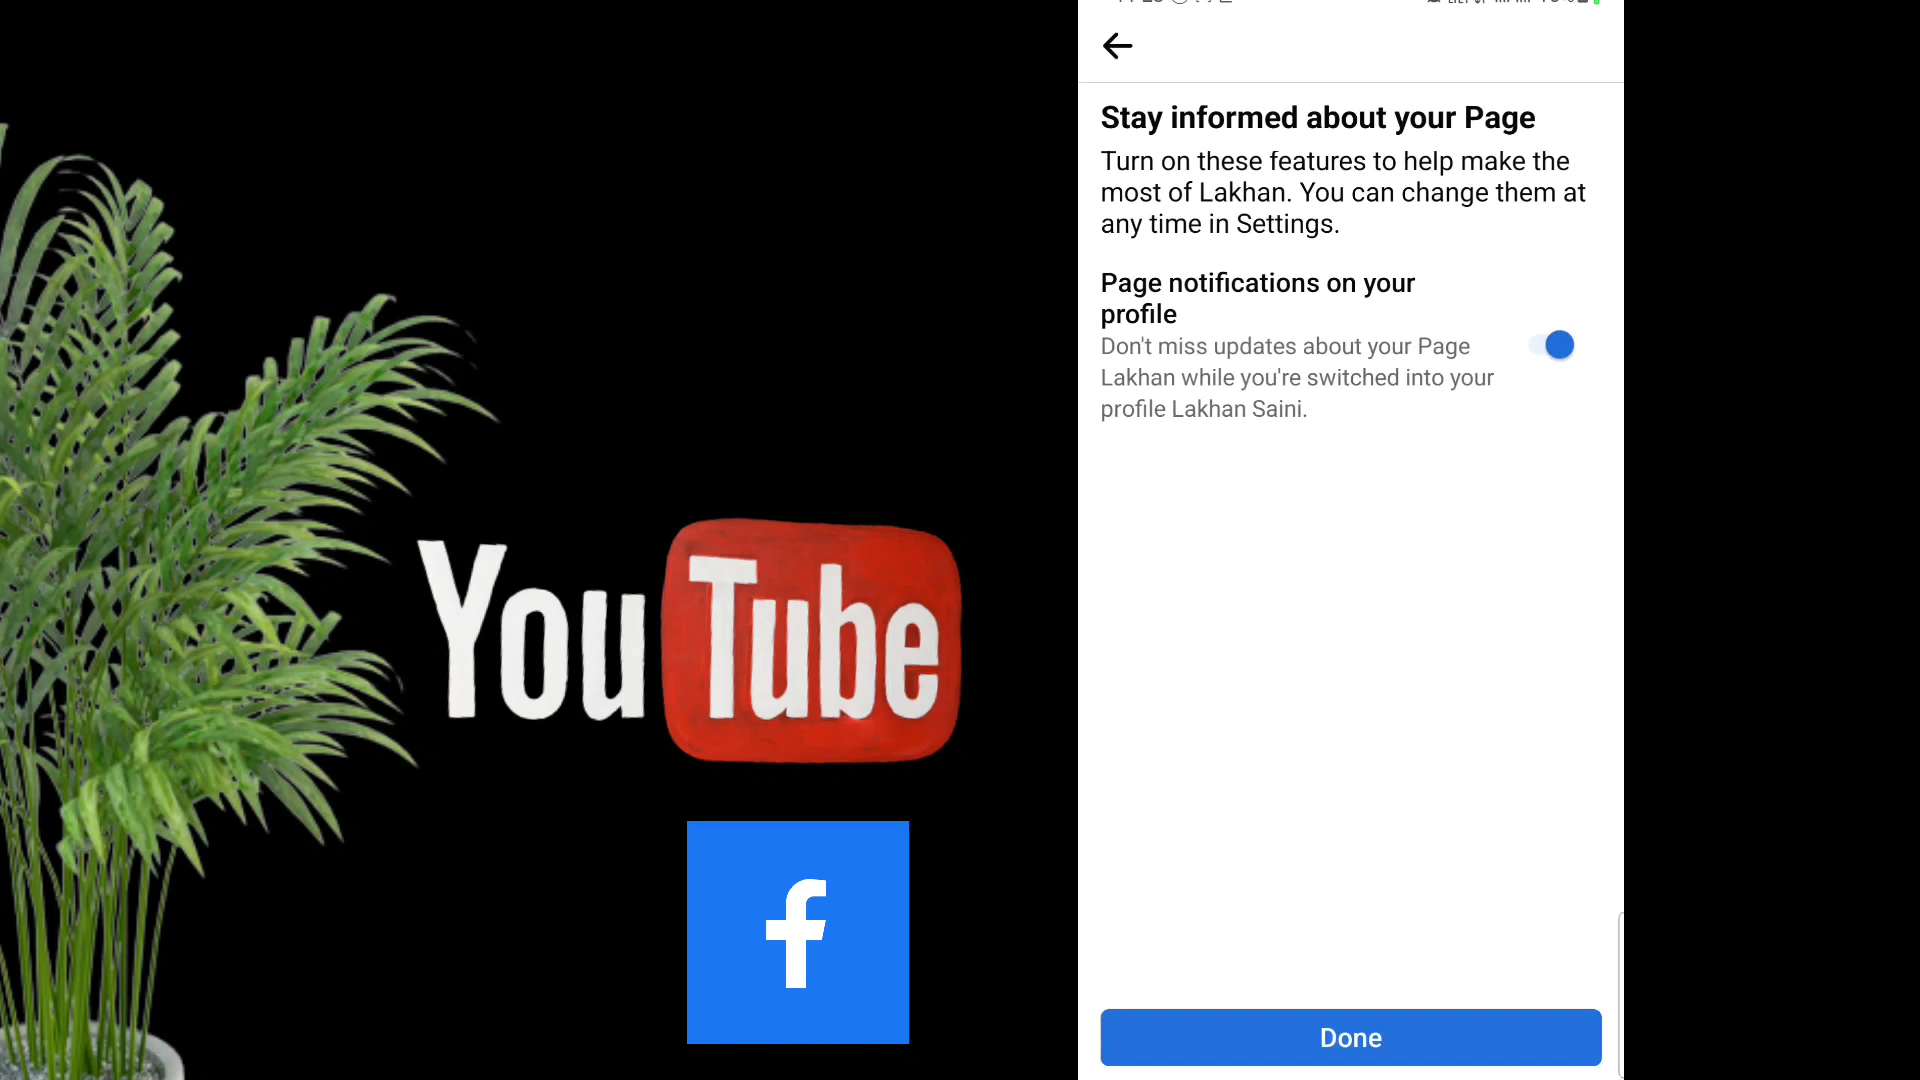 Stay informed about your Page
Turn on these features to help make the
most of Lakhan. You can change them at
any time in Settings.
Page notifications on your
profile
Don't miss updates about your Page
Lakhan while you're switched into your
profile Lakhan Saini.
YouTube
f
Done